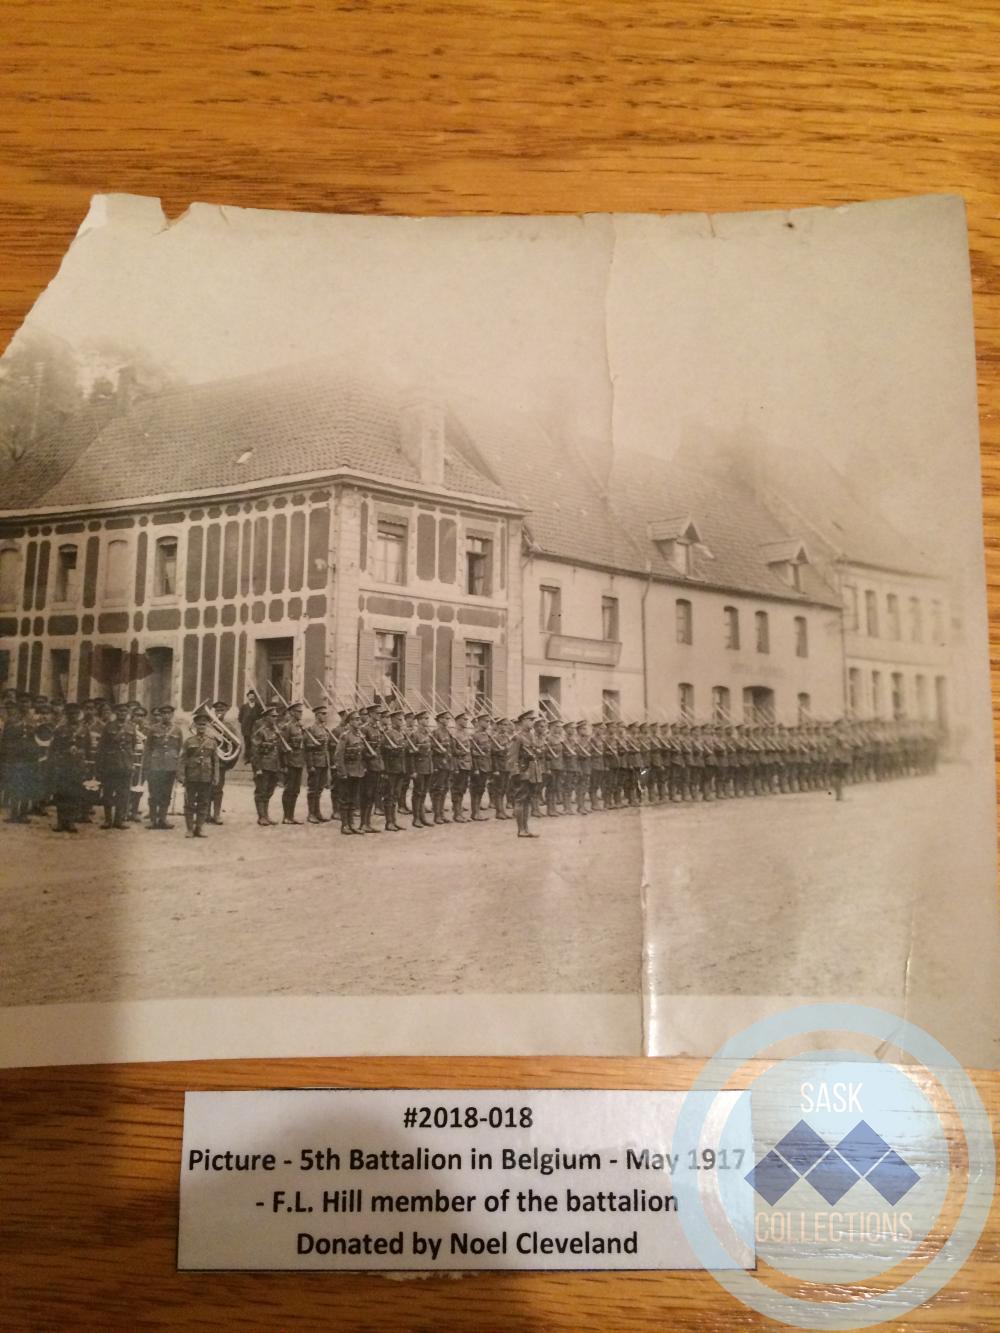 #2018-018
Picture - 5th Battalion in Belgium - May 1917
- F.L. Hill member of the battalion
Donated by Noel Cleveland
SASK
COLLECTIONS